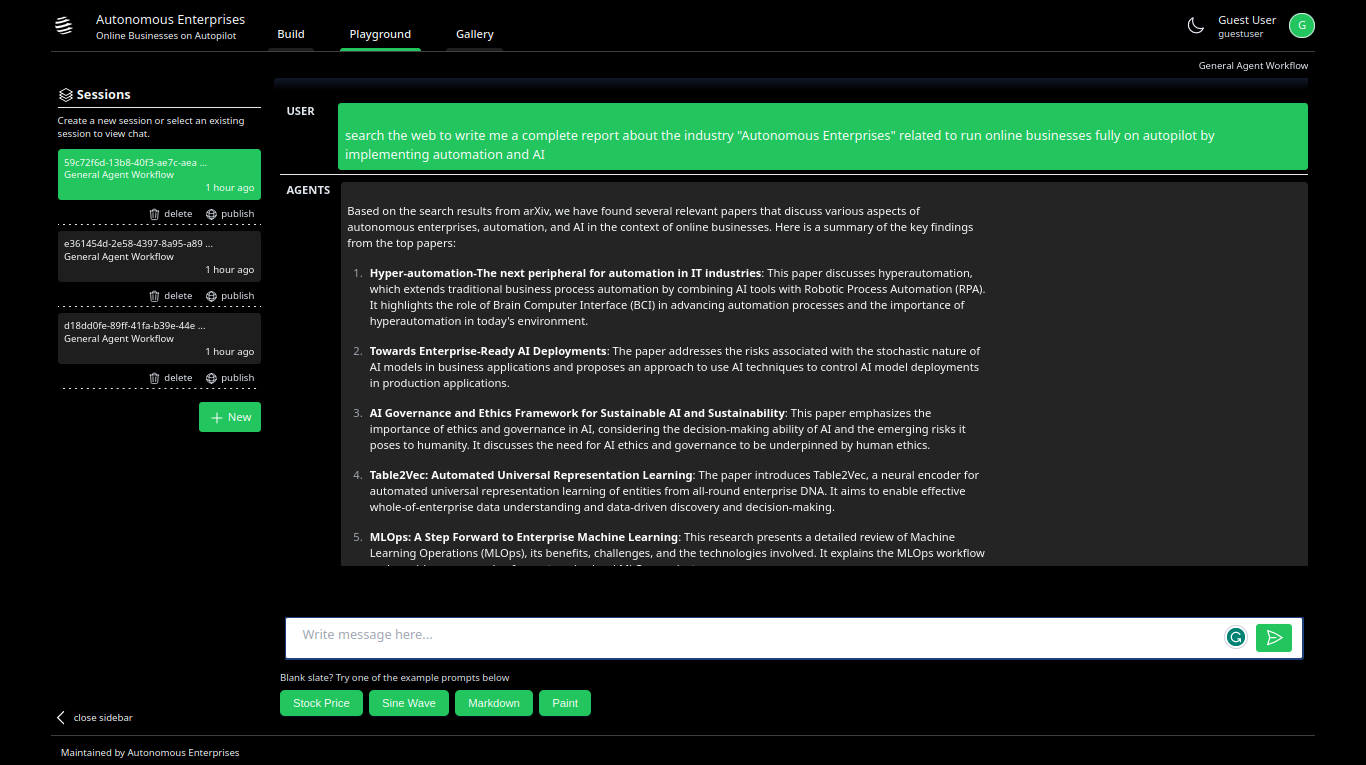 Autonomous Enterprises
Online Businesses on Autopilot
Build
Playground
Gallery
Guest User
guestuser
G
General Agent Workflow
Sessions
Create a new session or select an existing
session to view chat.
59c72f6d-13b8-40f3-ae7c-aea ...
General Agent Workflow
1 hour ago
delete publish
e361454d-2e58-4397-8a95-a89 ...
General Agent Workflow
1 hour ago
delete publish
d18dd0fe-89ff-41fa-b39e-44e ...
General Agent Workflow
1 hour ago
delete publish
+ New
USER
search the web to write me a complete report about the industry "Autonomous Enterprises" related to run online businesses fully on autopilot by
implementing automation and AI
AGENTS
Based on the search results from arXiv, we have found several relevant papers that discuss various aspects of
autonomous enterprises, automation, and AI in the context of online businesses. Here is a summary of the key findings
from the top papers:
1. Hyper-automation-The next peripheral for automation in IT industries: This paper discusses hyperautomation,
which extends traditional business process automation by combining AI tools with Robotic Process Automation (RPA).
It highlights the role of Brain Computer Interface (BCI) in advancing automation processes and the importance of
hyperautomation in today's environment.
2. Towards Enterprise-Ready AI Deployments: The paper addresses the risks associated with the stochastic nature of
AI models in business applications and proposes an approach to use AI techniques to control AI model deployments
in production applications.
3. AI Governance and Ethics Framework for Sustainable AI and Sustainability: This paper emphasizes the
importance of ethics and governance in AI, considering the decision-making ability of AI and the emerging risks it
poses to humanity. It discusses the need for AI ethics and governance to be underpinned by human ethics.
4. Table2Vec: Automated Universal Representation Learning: The paper introduces Table2Vec, a neural encoder for
automated universal representation learning of entities from all-round enterprise DNA. It aims to enable effective
whole-of-enterprise data understanding and data-driven discovery and decision-making.
5. MLOps: A Step Forward to Enterprise Machine Learning: This research presents a detailed review of Machine
Learning Operations (MLOps), its benefits, challenges, and the technologies involved. It explains the MLOps workflow
Write message here...
Blank slate? Try one of the example prompts below
Stock Price
Sine Wave
Markdown
Paint
close sidebar
Maintained by Autonomous Enterprises